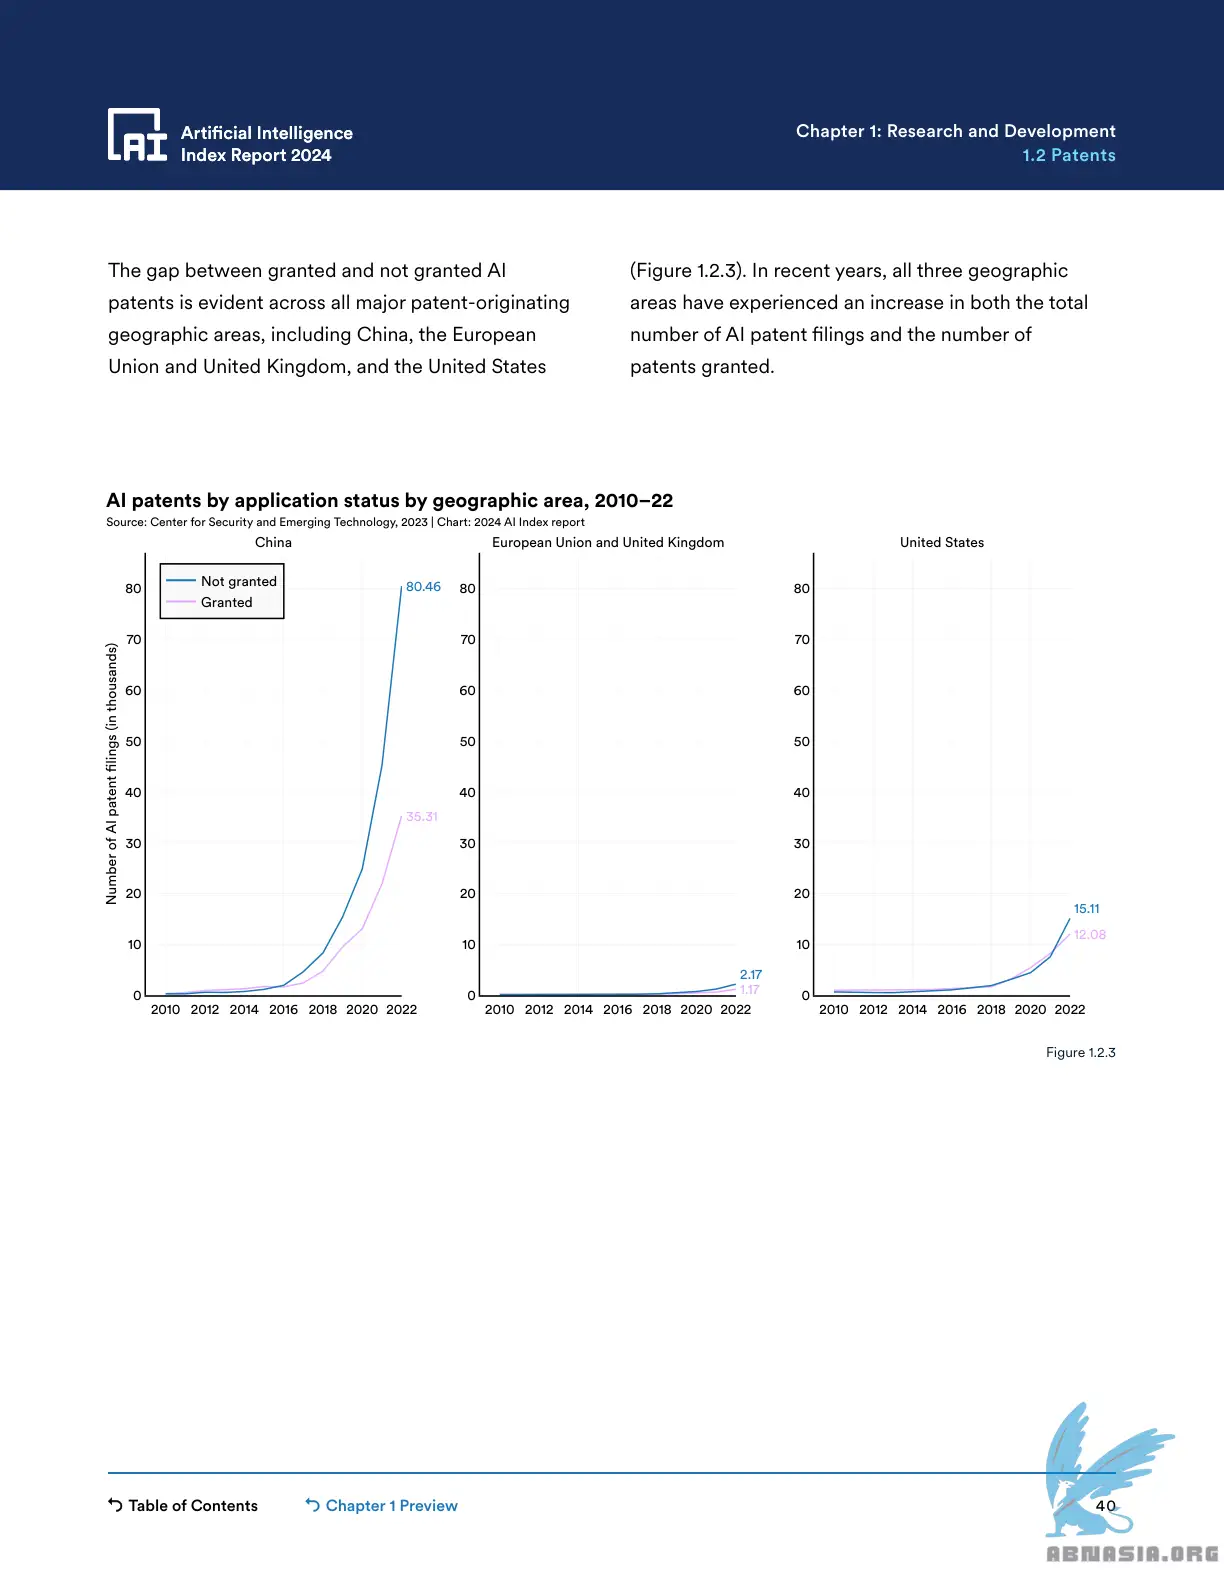 Artificial Intelligence
Index Report 2024
Chapter 1: Research and Development
1.2 Patents
The gap between granted and not granted AI
patents is evident across all major patent-originating
geographic areas, including China, the European
Union and United Kingdom, and the United States
(Figure 1.2.3). In recent years, all three geographic
areas have experienced an increase in both the total
number of AI patent filings and the number of
patents granted.
AI patents by application status by geographic area, 2010–22
Source: Center for Security and Emerging Technology, 2023 | Chart: 2024 AI Index report
China
Not granted
Granted
Number of AI patent filings (in thousands)
80
70
60
50
40
30
20
10
0
80.46
35.31
2010 2012 2014 2016 2018 2020 2022
European Union and United Kingdom
80
70
60
50
40
30
20
10
0
2.17
1.17
2010 2012 2014 2016 2018 2020 2022
United States
80
70
60
50
40
30
20
10
0
15.11
12.08
2010 2012 2014 2016 2018 2020 2022
Figure 1.2.3
Table of Contents
Chapter 1 Preview
40
ABNASIA.ORG